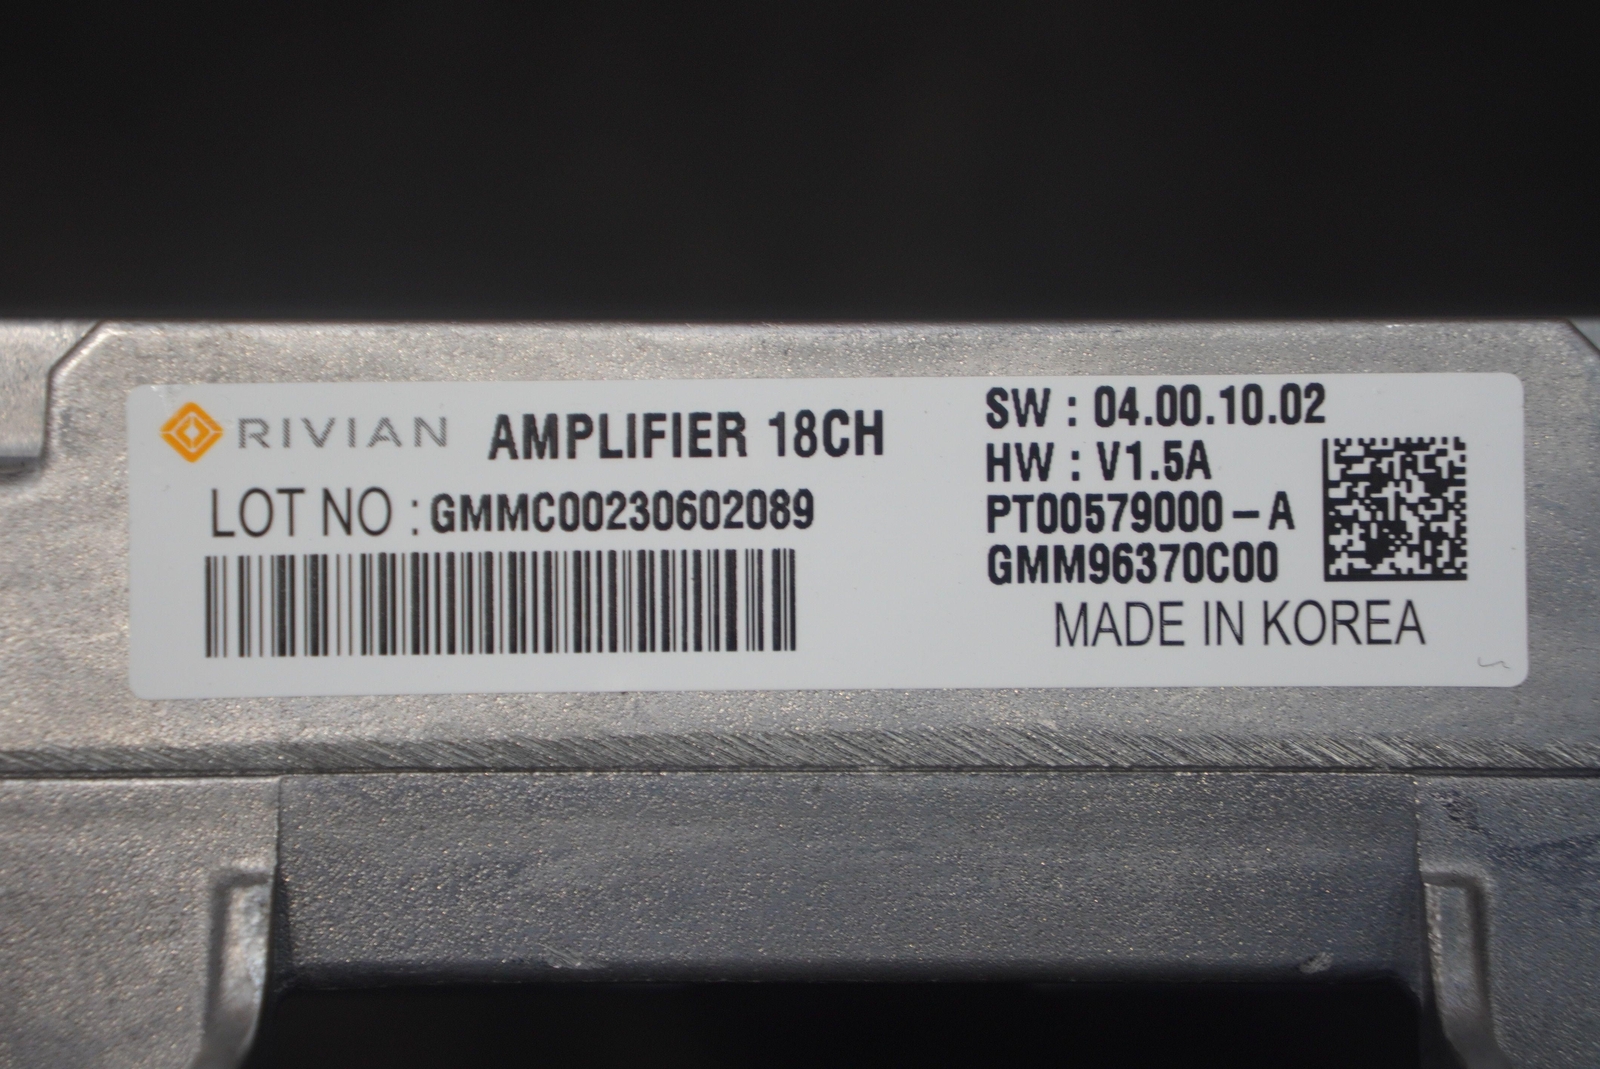 RIVIAN AMPLIFIER 18CH
LOT NO : GMMC00230602089
SW : 04.00.10.02
HW : V1.5A
PT00579000-A
GMM96370C00
MADE IN KOREA